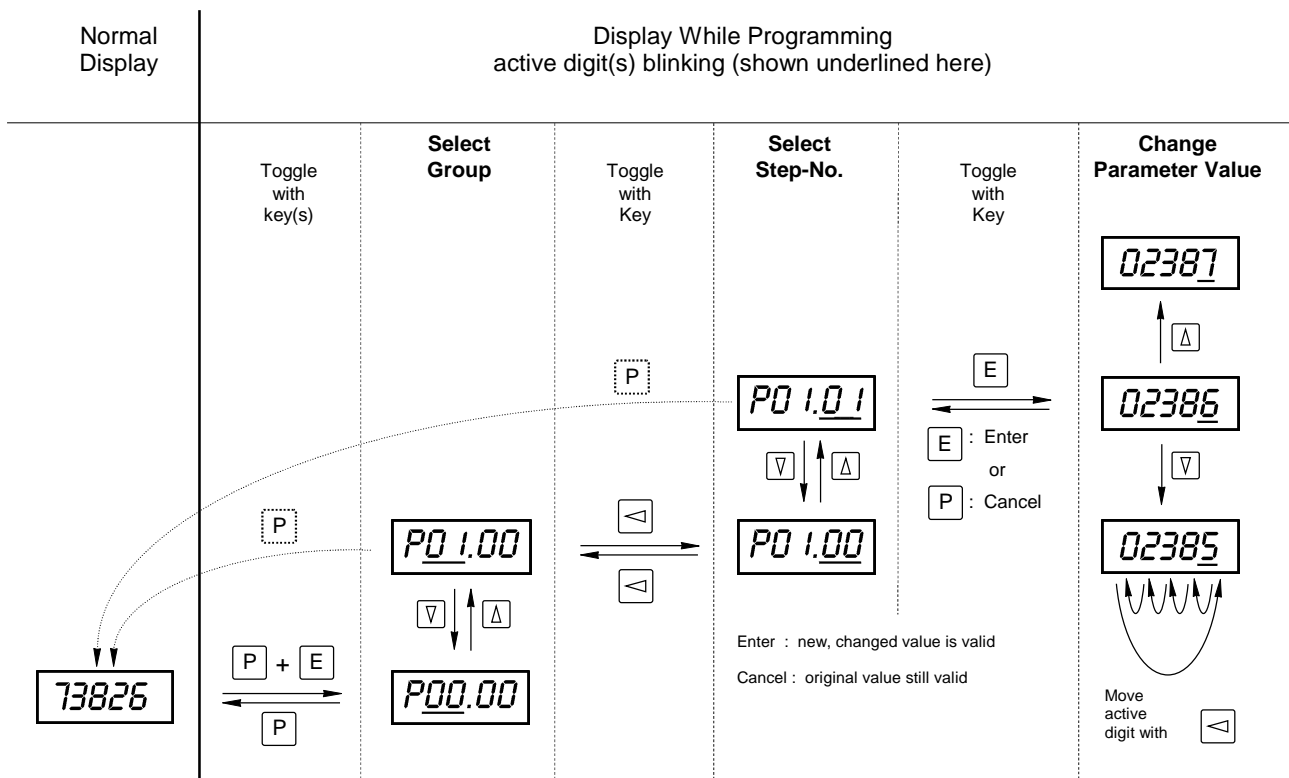 Normal
Display
Display While Programming
active digit(s) blinking (shown underlined here)
Toggle
with
key(s)
Select
Group
Toggle
with
Key
Select
Step-No.
Toggle
with
Key
Change
Parameter Value
02387
P
E
P01.01
02386
E : Enter
or
P : Cancel
P
P01.00
P01.00
02385
Enter : new, changed value is valid
Cancel : original value still valid
P + E
73826
P00.00
P
Move
active
digit with